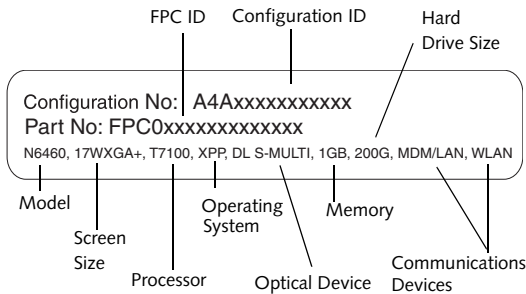 FPC ID
Configuration ID
Hard
Drive Size
Configuration No: A4Axxxxxxxxxxx
Part No: FPC0xxxxxxxxxxxxx
N6460, 17WXGA+, T7100, XPP, DL S-MULTI, 1GB, 200G, MDM/LAN, WLAN
Model
Screen
Size
Processor
Operating
System
Optical Device
Memory
Communications
Devices